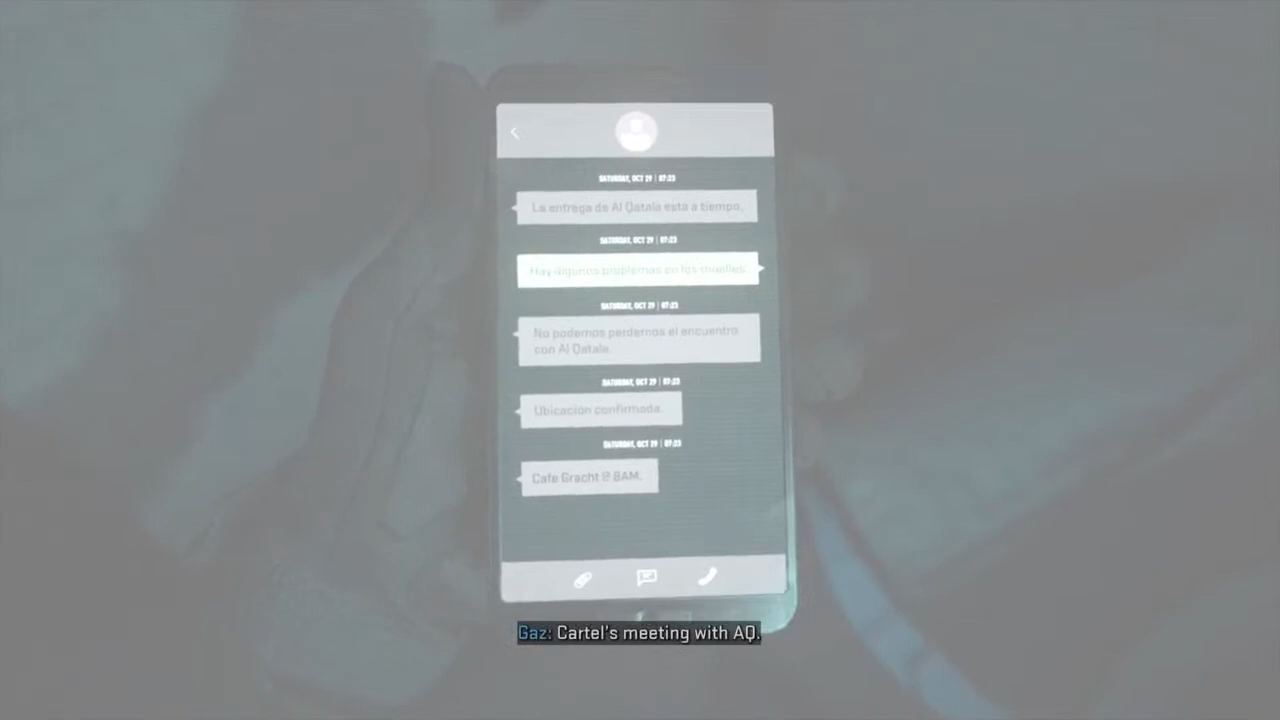 SATURDAY, OCT 29 | 07:23
La entrega de Al Qatala está a tiempo.
SATURDAY, OCT 29 | 07:23
Hay algunos problemas en los muelles.
SATURDAY, OCT 29 | 07:23
No podemos perdernos el encuentro
con Al Qatala.
SATURDAY, OCT 29 | 07:23
Ubicación confirmada.
SATURDAY, OCT 29 | 07:23
Cafe Gracht @ 8AM.
Gaz: Cartel's meeting with AQ.